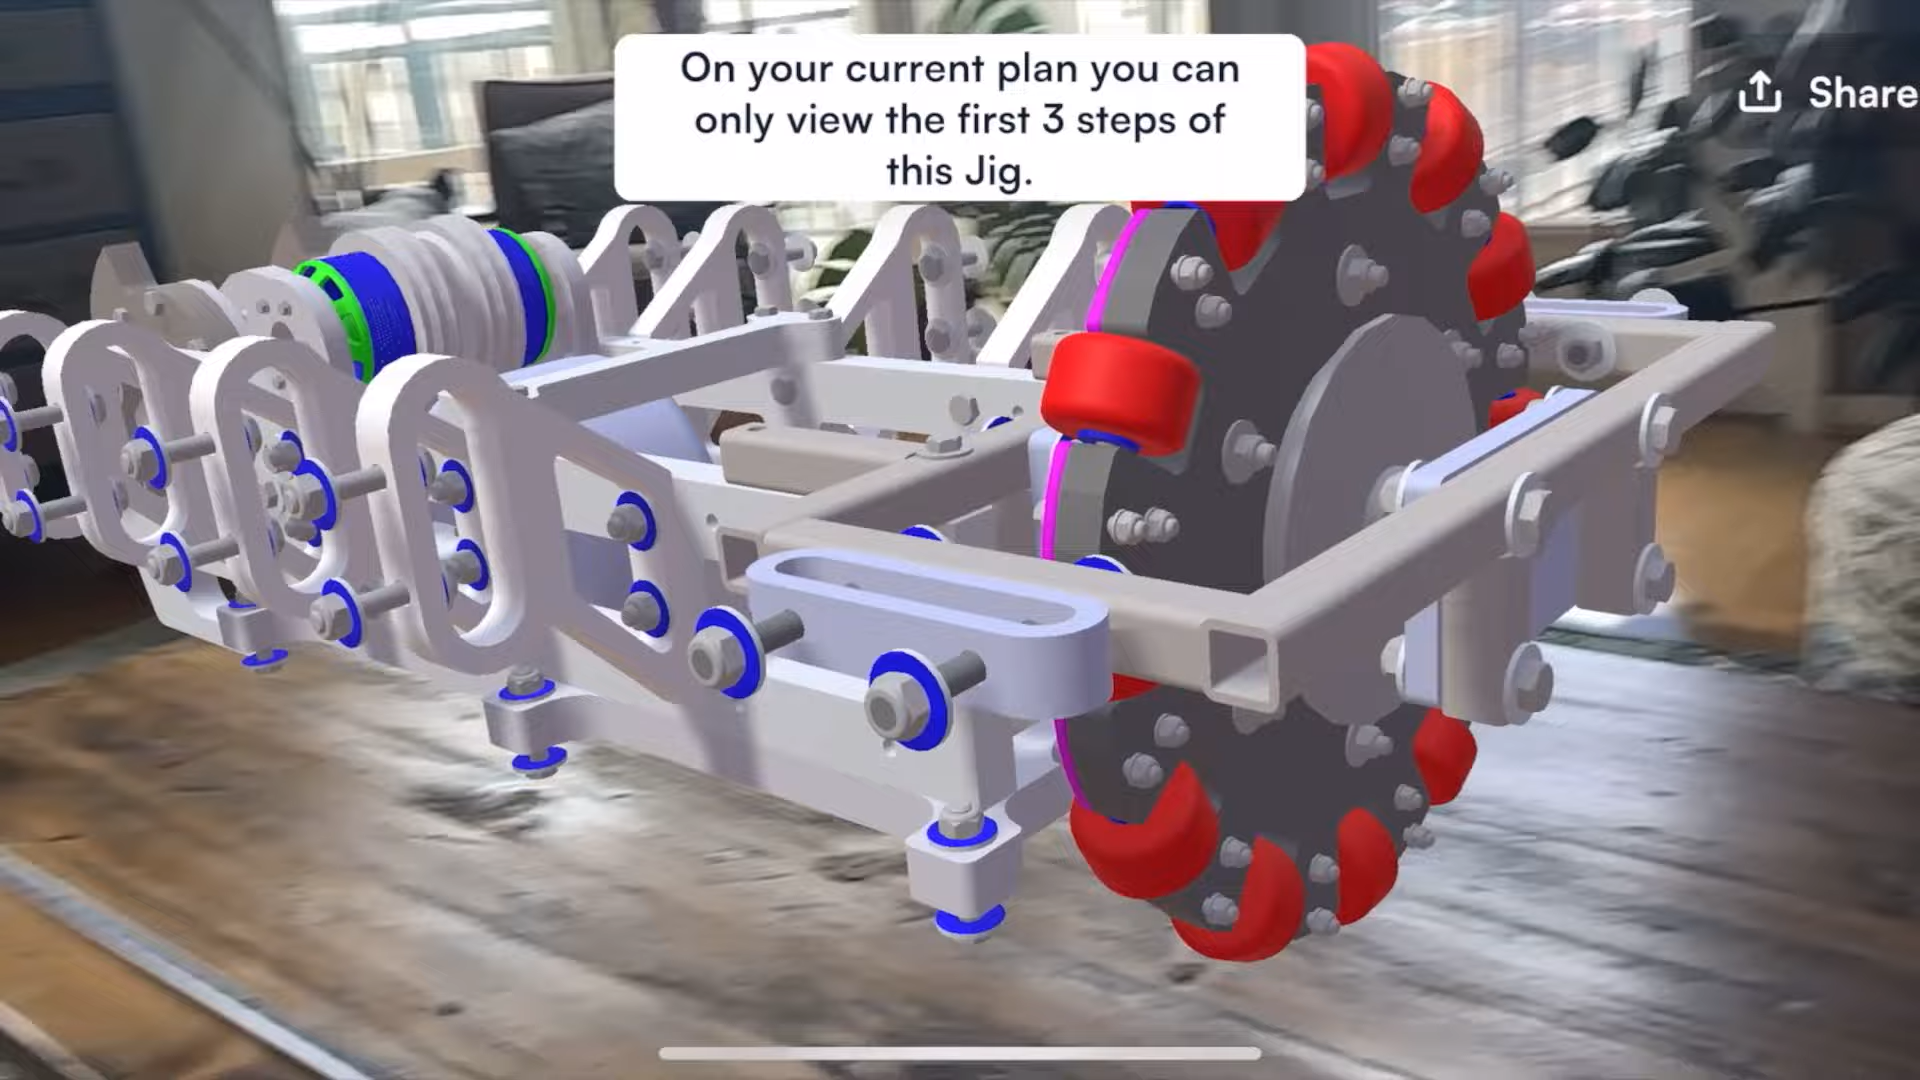 On your current plan you can
only view the first 3 steps of
this Jig.
Share